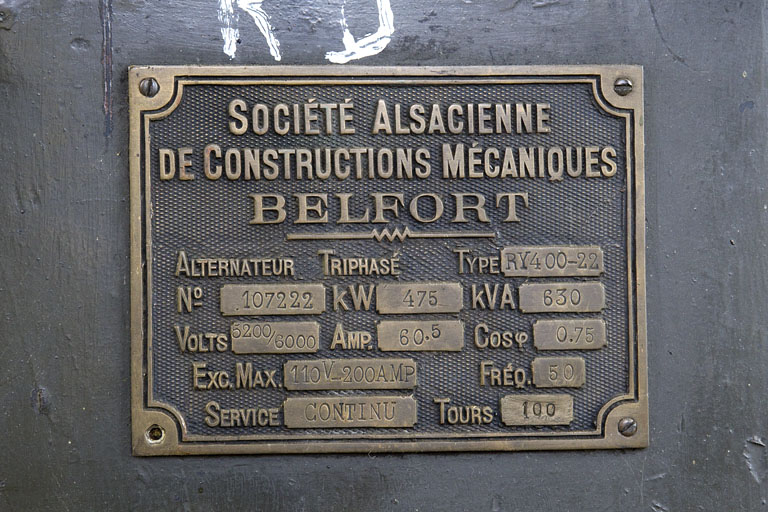 SOCIÉTÉ ALSACIENNE
DE CONSTRUCTIONS MÉCANIQUES
BELFORT
ALTERNATEUR TRIPHASÉ TYPE RY400-22
Nº 107222 KW 475 KVA 630
VOLTS 5200/6000 AMP. 60.5 COSφ 0.75
EXC. MAX. 110V-200AMP FRÉQ. 50
SERVICE CONTINU TOURS 100